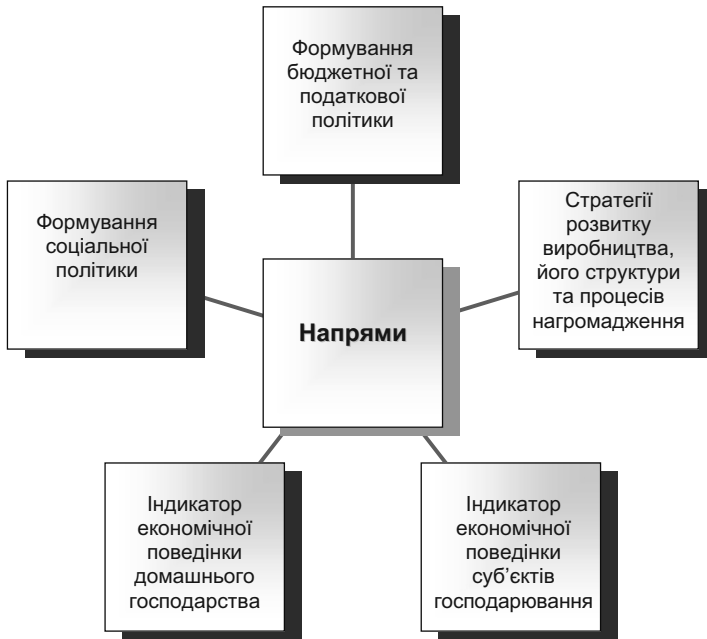 Формування
бюджетної та
податкової
політики
Формування
соціальної
політики
Стратегії
розвитку
виробництва,
його структури
та процесів
нагромадження
Напрями
Індикатор
економічної
поведінки
домашнього
господарства
Індикатор
економічної
поведінки
суб’єктів
господарювання